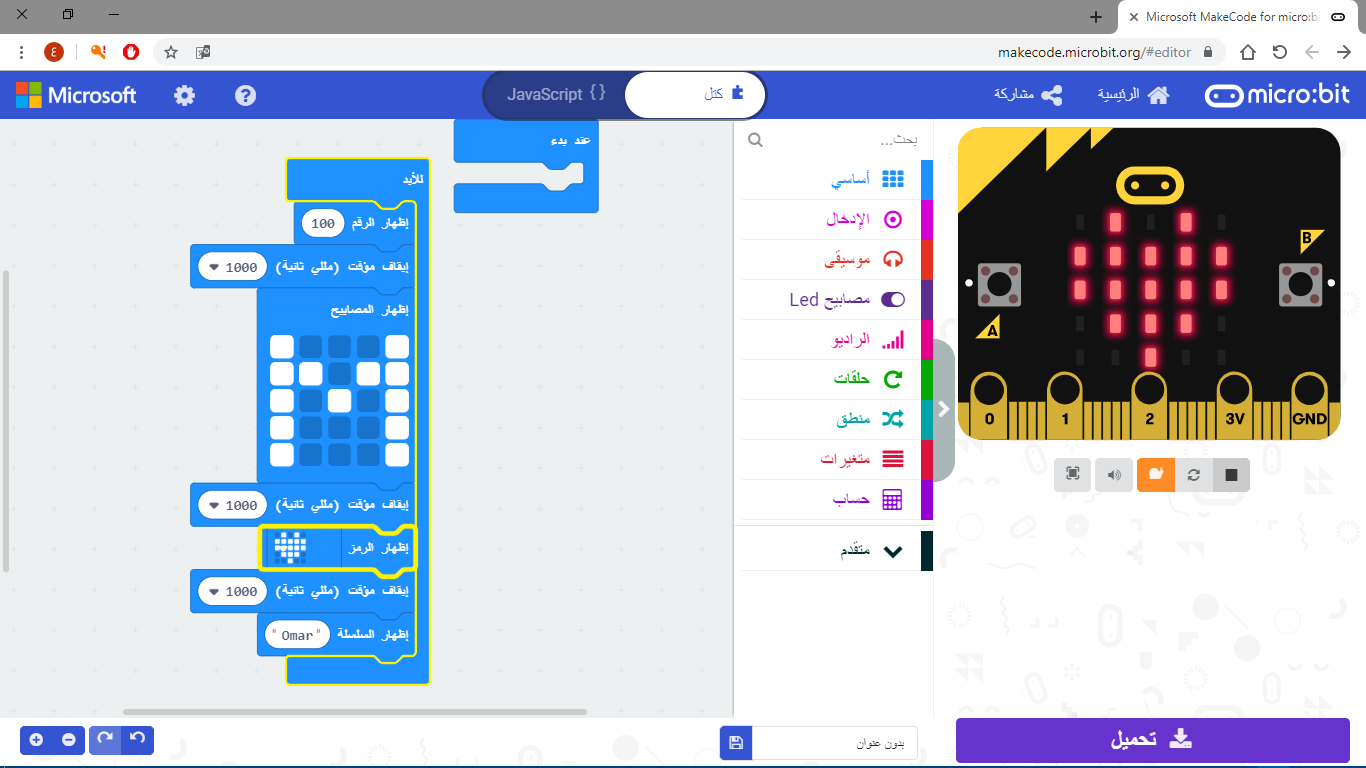 Microsoft MakeCode for micro:bi
makecode.microbit.org/#editor
ع
Microsoft
JavaScript
كتل
مشاركة
الرئيسية
micro:bit
عند بدء
للأبد
إظهار الرقم 100
إيقاف مؤقت (مللي ثانية) 1000
إظهار المصابيح
إيقاف مؤقت (مللي ثانية) 1000
إظهار الرمز
إيقاف مؤقت (مللي ثانية) 1000
إظهار السلسلة "Omar"
بحث...
أساسي
الإدخال
موسيقى
مصابيح Led
الراديو
حلقات
منطق
متغيرات
حساب
متقدم
B
A
0 1 2 3V GND
بدون عنوان
تحميل